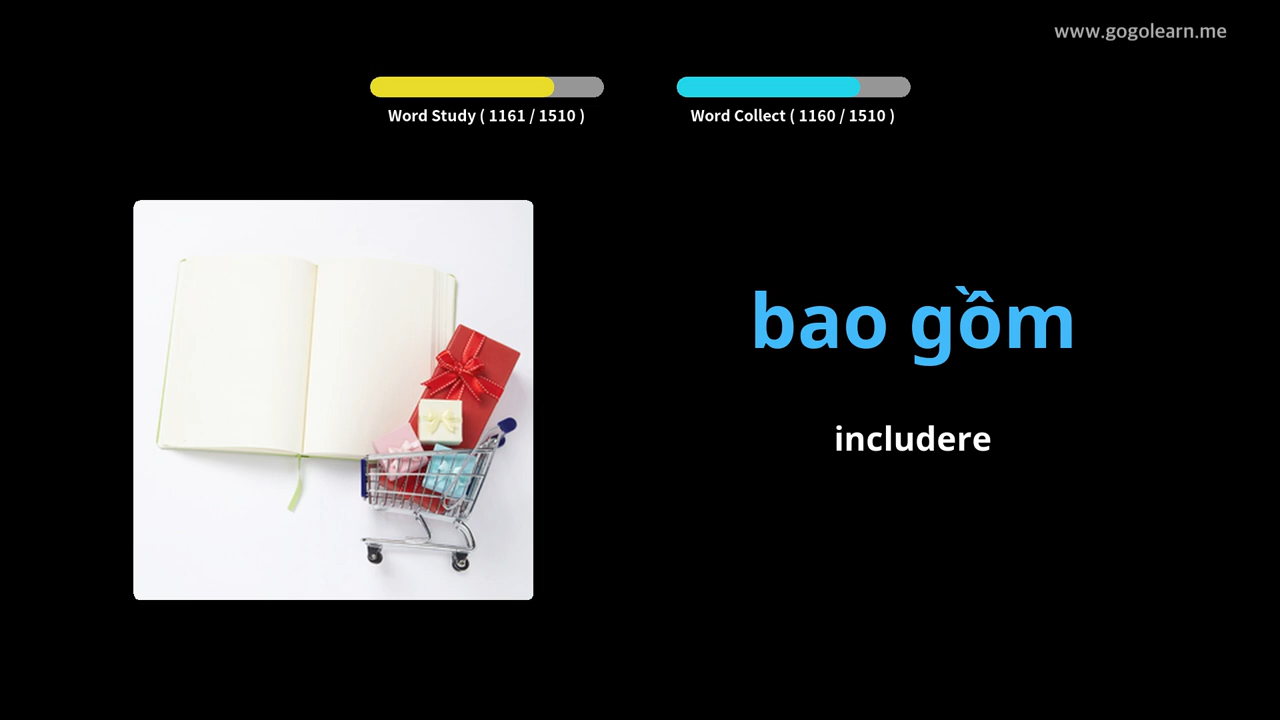 www.gogolearn.me
Word Study ( 1161 / 1510 )
Word Collect ( 1160 / 1510 )
bao gồm
includere